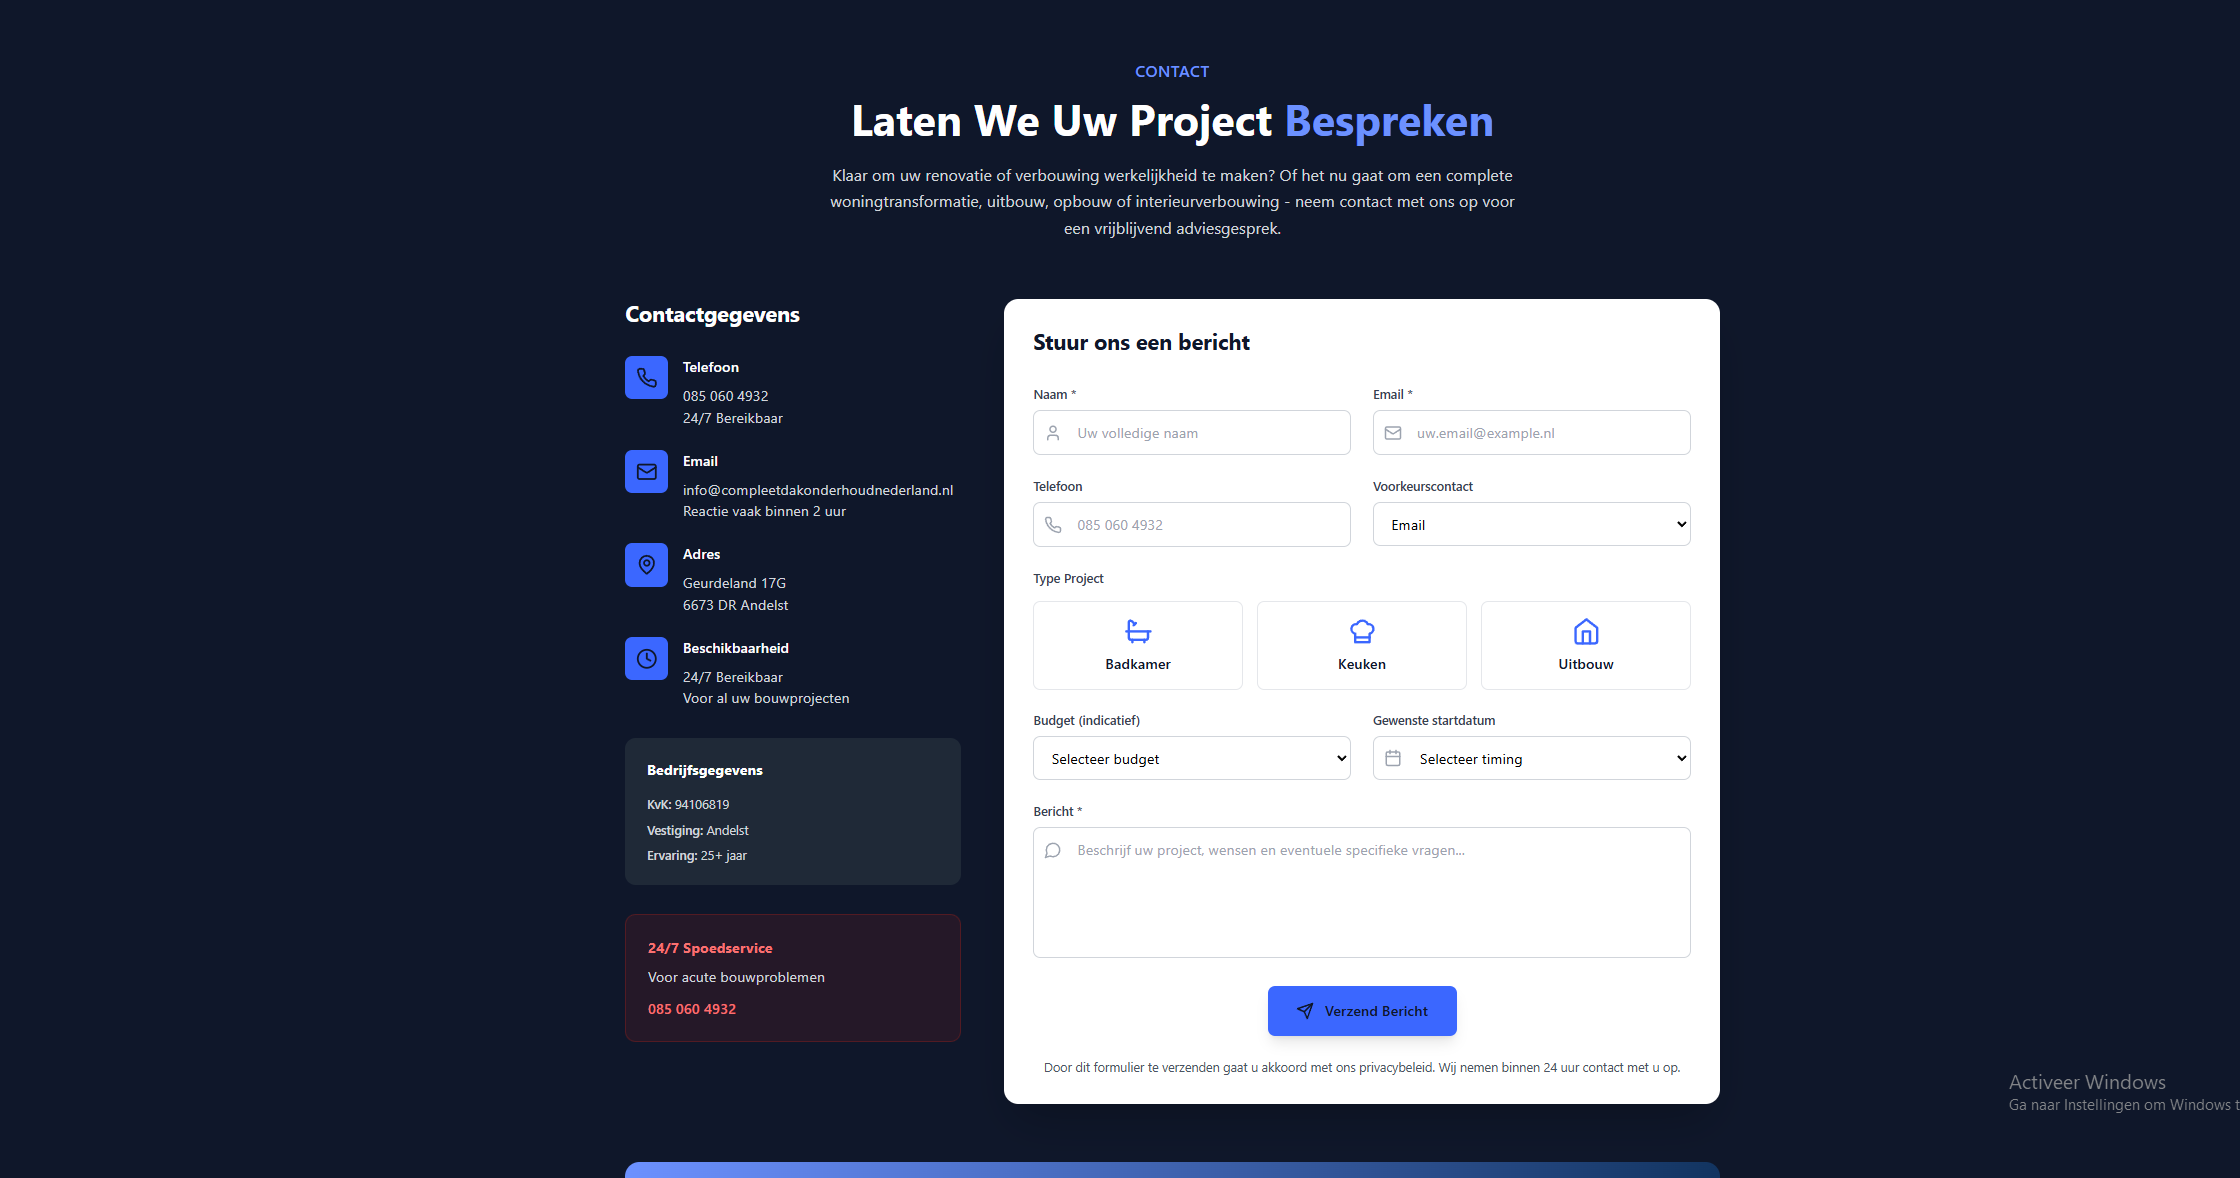 CONTACT
Laten We Uw Project Bespreken
Klaar om uw renovatie of verbouwing werkelijkheid te maken? Of het nu gaat om een complete
woningtransformatie, uitbouw, opbouw of interieurverbouwing - neem contact met ons op voor
een vrijblijvend adviesgesprek.
Contactgegevens
Telefoon
085 060 4932
24/7 Bereikbaar
Email
info@compleetdakonderhoudnederland.nl
Reactie vaak binnen 2 uur
Adres
Geurdeland 17G
6673 DR Andelst
Beschikbaarheid
24/7 Bereikbaar
Voor al uw bouwprojecten
Bedrijfsgegevens
KvK: 94106819
Vestiging: Andelst
Ervaring: 25+ jaar
24/7 Spoedservice
Voor acute bouwproblemen
085 060 4932
Stuur ons een bericht
Naam *
Uw volledige naam
Email *
uw.email@example.nl
Telefoon
085 060 4932
Voorkeurscontact
Email
Type Project
Badkamer
Keuken
Uitbouw
Budget (indicatief)
Selecteer budget
Gewenste startdatum
Selecteer timing
Bericht *
Beschrijf uw project, wensen en eventuele specifieke vragen...
Verzend Bericht
Door dit formulier te verzenden gaat u akkoord met ons privacybeleid. Wij nemen binnen 24 uur contact met u op.
Activeer Windows
Ga naar Instellingen om Windows t